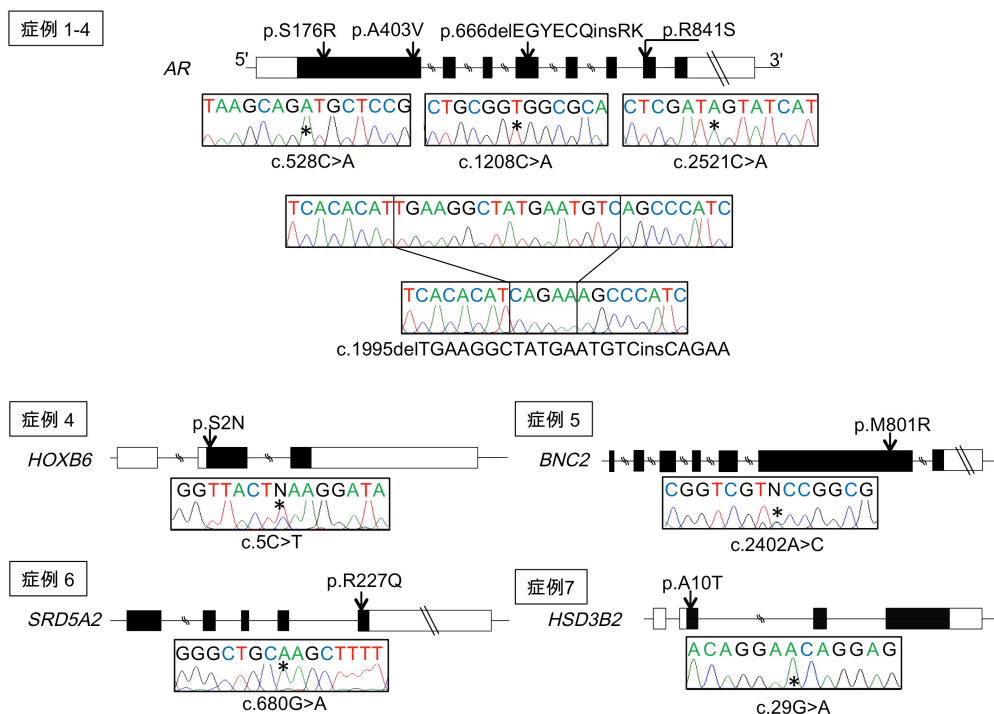 症例 1-4
p.S176R p.A403V p.666delEGYECQinsRK p.R841S
AR 5' 3'
TAAGCAGATGCTCCG CTGCGGTGGCGCA CTCGATAGTATCAT
* * *
c.528C>A c.1208C>A c.2521C>A
TCACACATTGAAGGCTATGAATGTCAGCCCATC
TCACACATCAGAAAGCCCATC
c.1995delTGAAGGCTATGAATGTCinsCAGAA
症例 4
p.S2N
HOXB6
GGTTACTNAAGGATA
*
c.5C>T
症例 5
p.M801R
BNC2
CGGTCGTNCCGGCG
*
c.2402A>C
症例 6
p.R227Q
SRD5A2
GGGCTGCAAGCTTTT
*
c.680G>A
症例7
p.A10T
HSD3B2
ACAGGAACAGGAG
*
c.29G>A